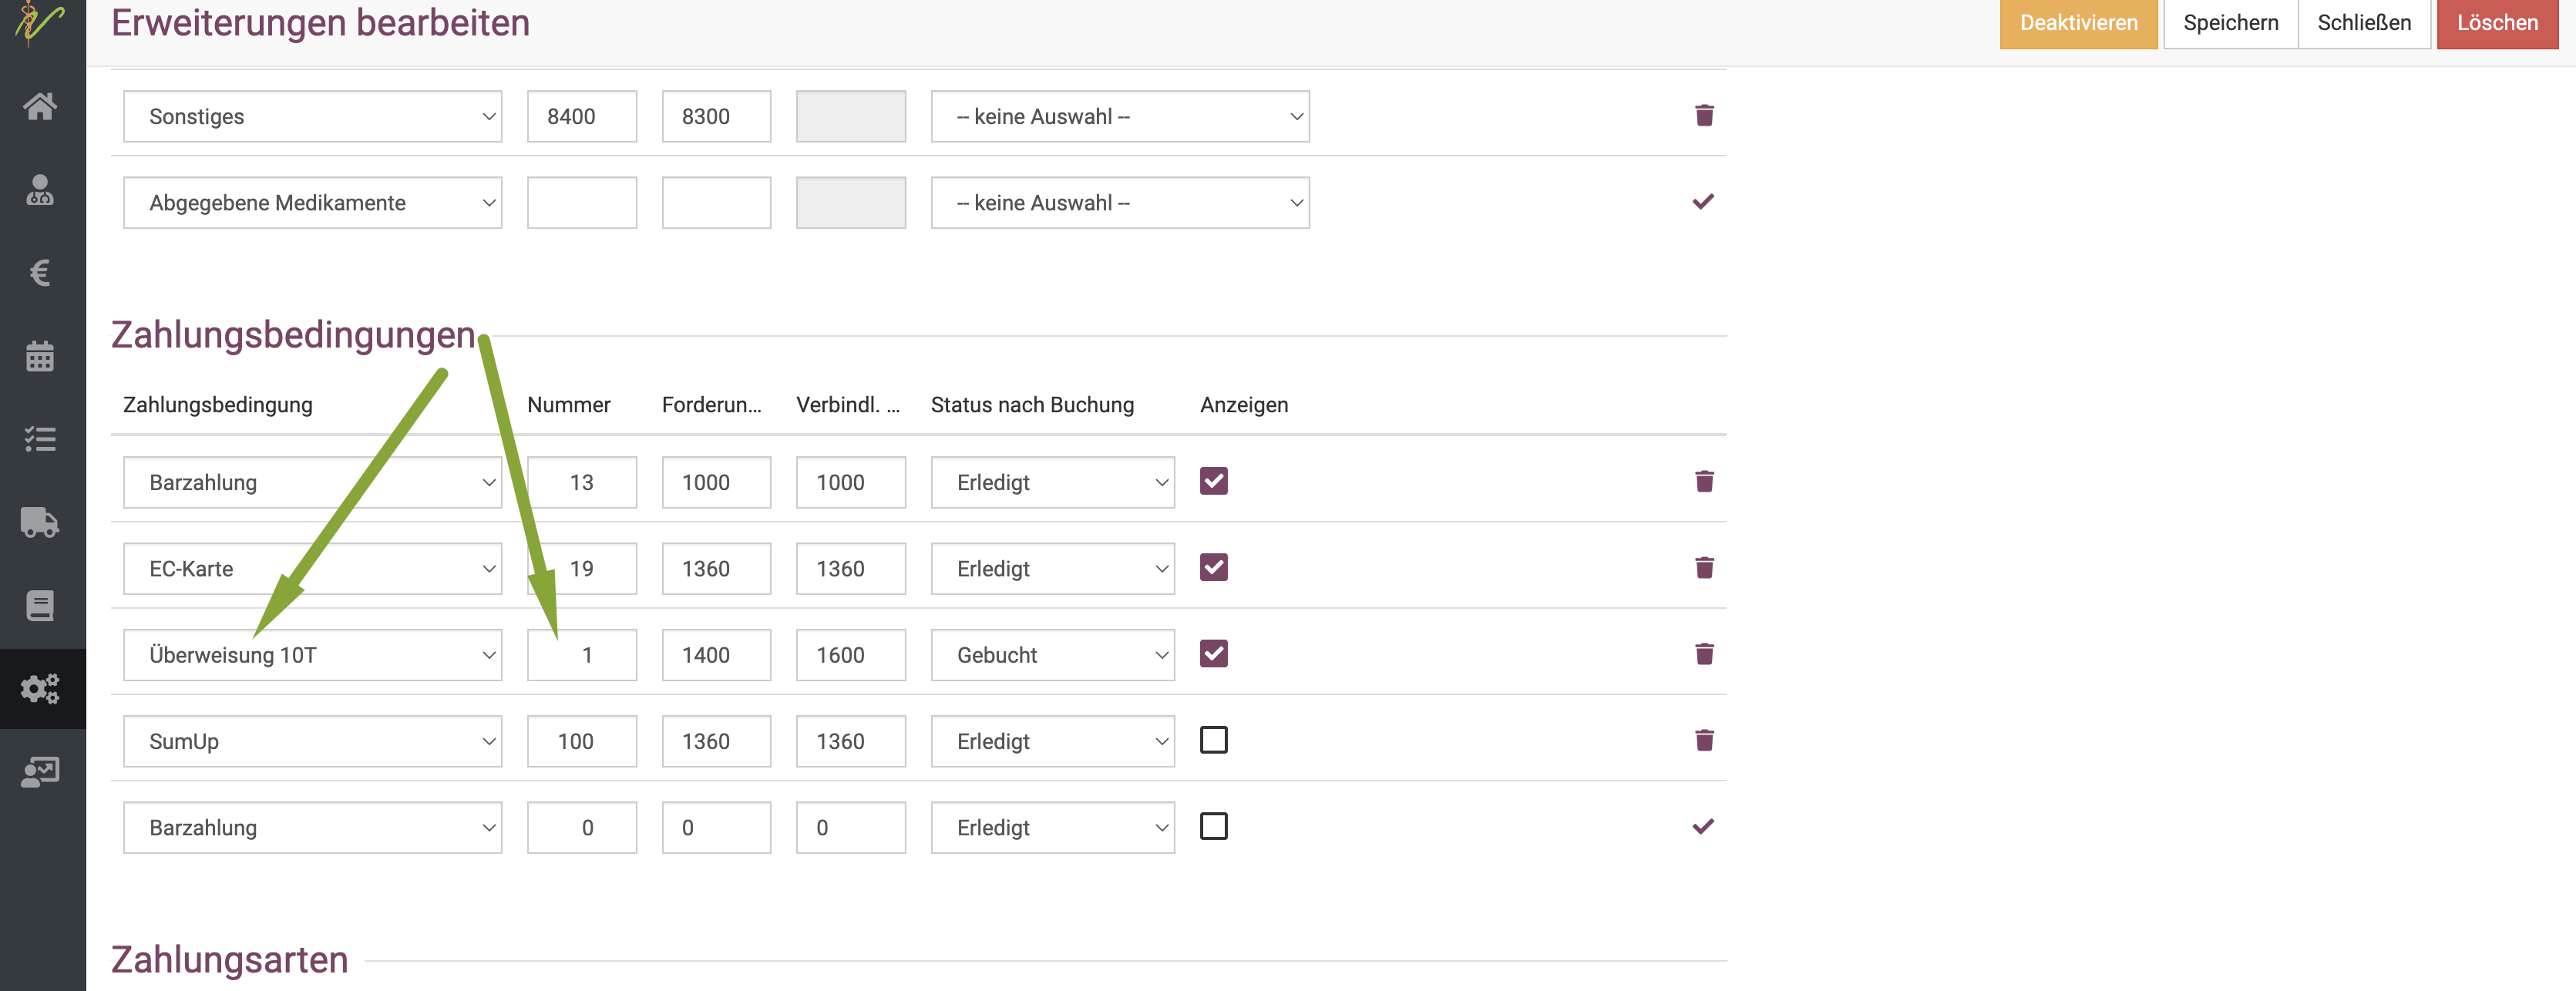 Erweiterungen bearbeiten
Deaktivieren Speichern Schließen Löschen
Sonstiges 8400 8300 -- keine Auswahl --
Abgegebene Medikamente -- keine Auswahl --
Zahlungsbedingungen
Zahlungsbedingung Nummer Forderun... Verbindl. ... Status nach Buchung Anzeigen
Barzahlung 13 1000 1000 Erledigt
EC-Karte 19 1360 1360 Erledigt
Überweisung 10T 1 1400 1600 Gebucht
SumUp 100 1360 1360 Erledigt
Barzahlung 0 0 0 Erledigt
Zahlungsarten